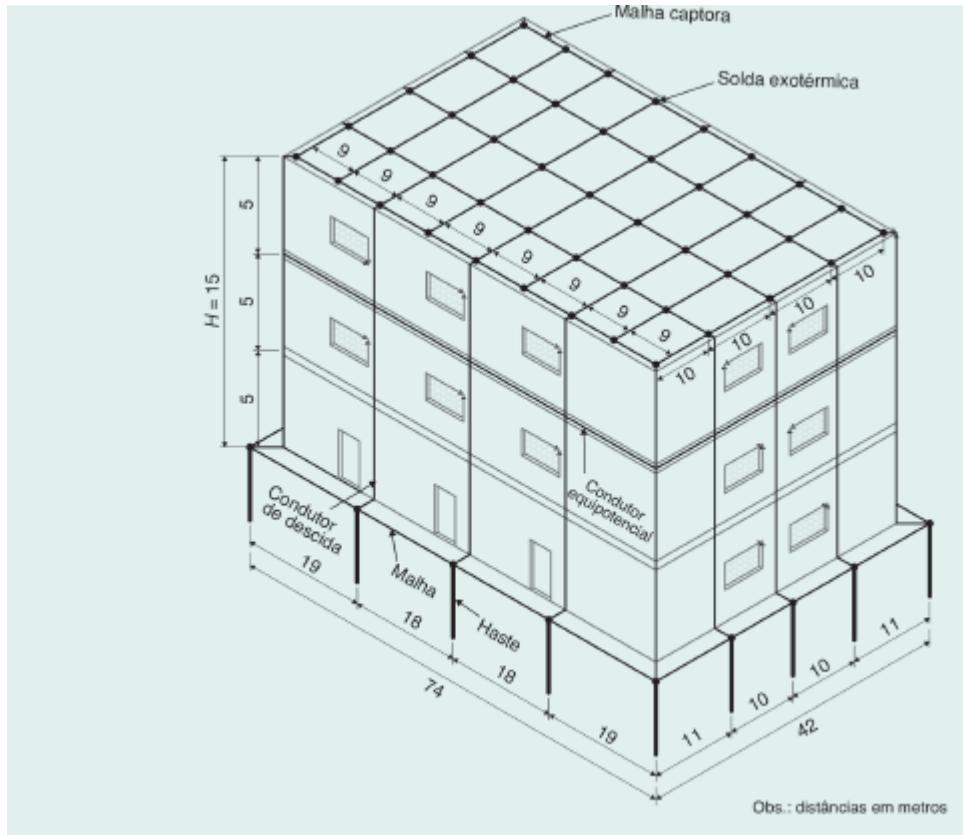 Malha captora
Solda exotérmica
9
9
9
9
9
9
9
9
10
10
10
10
5
5
5
H = 15
Condutor
equipotencial
Condutor
de descida
Malha
Haste
19
18
18
19
74
11
10
10
11
42
Obs.: distâncias em metros